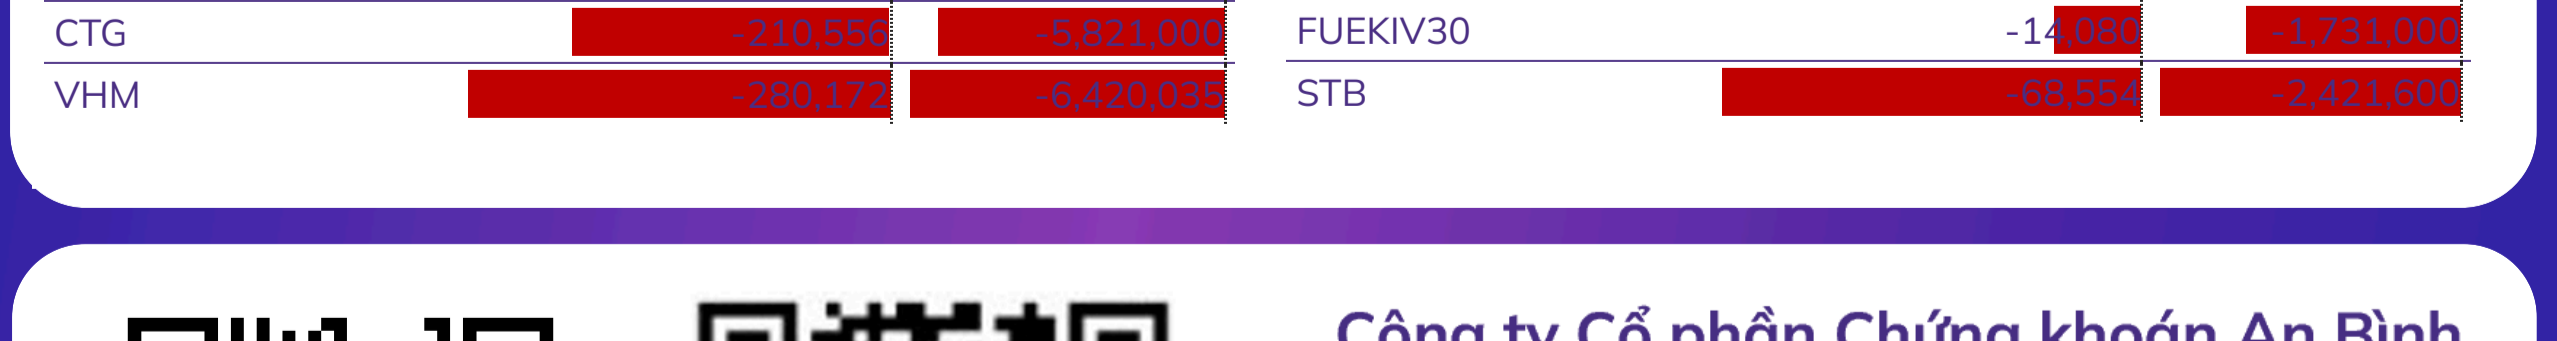 CTG -210,556 -5,821,000 FUEKIV30 -14,080 -1,731,000
VHM -280,172 -6,420,035 STB -68,554 -2,421,600
Công ty Cổ phần Chứng khoán An Bình